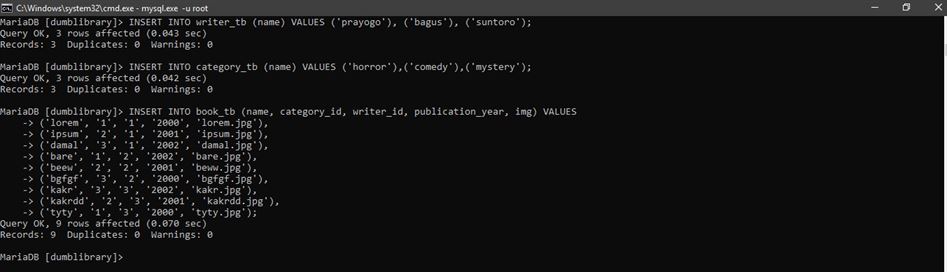 C:\Windows\system32\cmd.exe - mysql.exe -u root
MariaDB [dumblibrary]> INSERT INTO writer_tb (name) VALUES ('prayogo'), ('bagus'), ('suntoro');
Query OK, 3 rows affected (0.043 sec)
Records: 3  Duplicates: 0  Warnings: 0

MariaDB [dumblibrary]> INSERT INTO category_tb (name) VALUES ('horror'),('comedy'),('mystery');
Query OK, 3 rows affected (0.042 sec)
Records: 3  Duplicates: 0  Warnings: 0

MariaDB [dumblibrary]> INSERT INTO book_tb (name, category_id, writer_id, publication_year, img) VALUES
    -> ('lorem', '1', '1', '2000', 'lorem.jpg'),
    -> ('ipsum', '2', '1', '2001', 'ipsum.jpg'),
    -> ('damal', '3', '1', '2002', 'damal.jpg'),
    -> ('bare', '1', '2', '2002', 'bare.jpg'),
    -> ('beew', '2', '2', '2001', 'beww.jpg'),
    -> ('bgfgf', '3', '2', '2000', 'bgfgf.jpg'),
    -> ('kakr', '3', '3', '2002', 'kakr.jpg'),
    -> ('kakrdd', '2', '3', '2001', 'kakrdd.jpg'),
    -> ('tyty', '1', '3', '2000', 'tyty.jpg');
Query OK, 9 rows affected (0.070 sec)
Records: 9  Duplicates: 0  Warnings: 0

MariaDB [dumblibrary]>